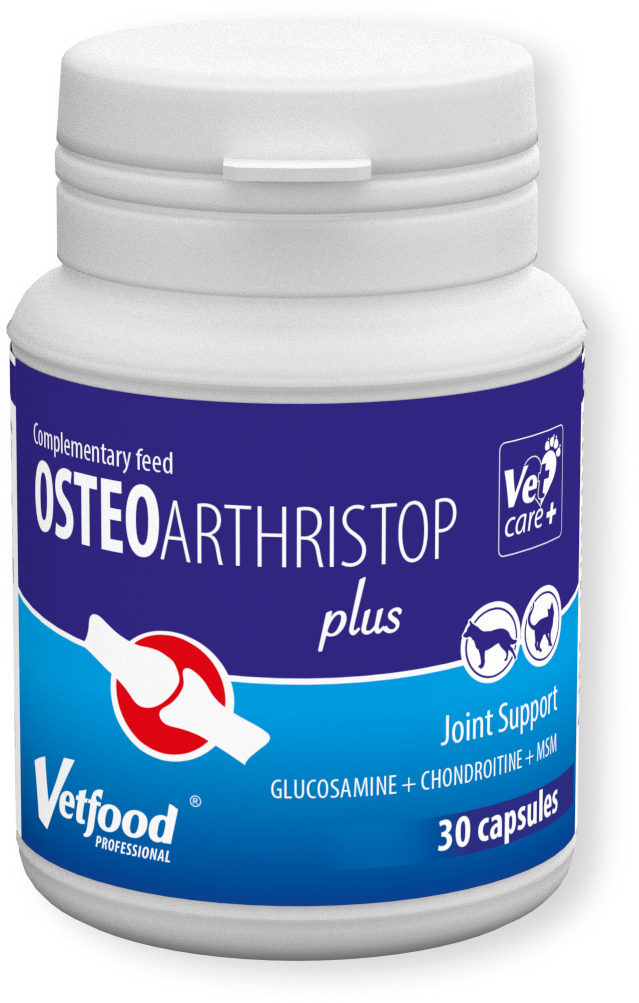 Complementary feed
OSTEOARTHRISTOP
plus
Vet
care+
Joint Support
GLUCOSAMINE + CHONDROITINE + MSM
30 capsules
Vetfood®
PROFESSIONAL